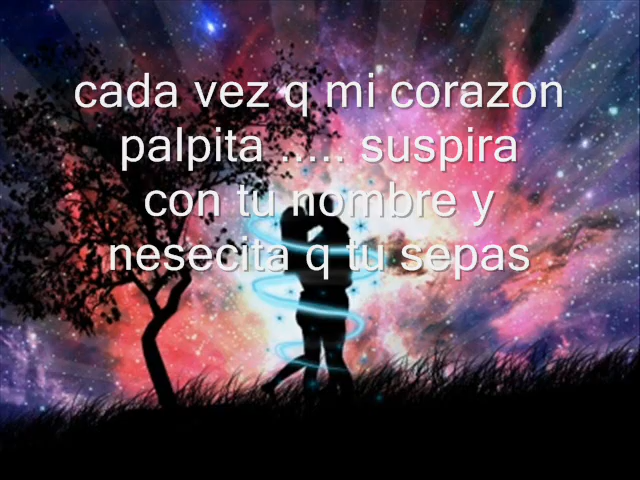 cada vez q mi corazon
palpita ..... suspira
con tu nombre y
nesecita q tu sepas